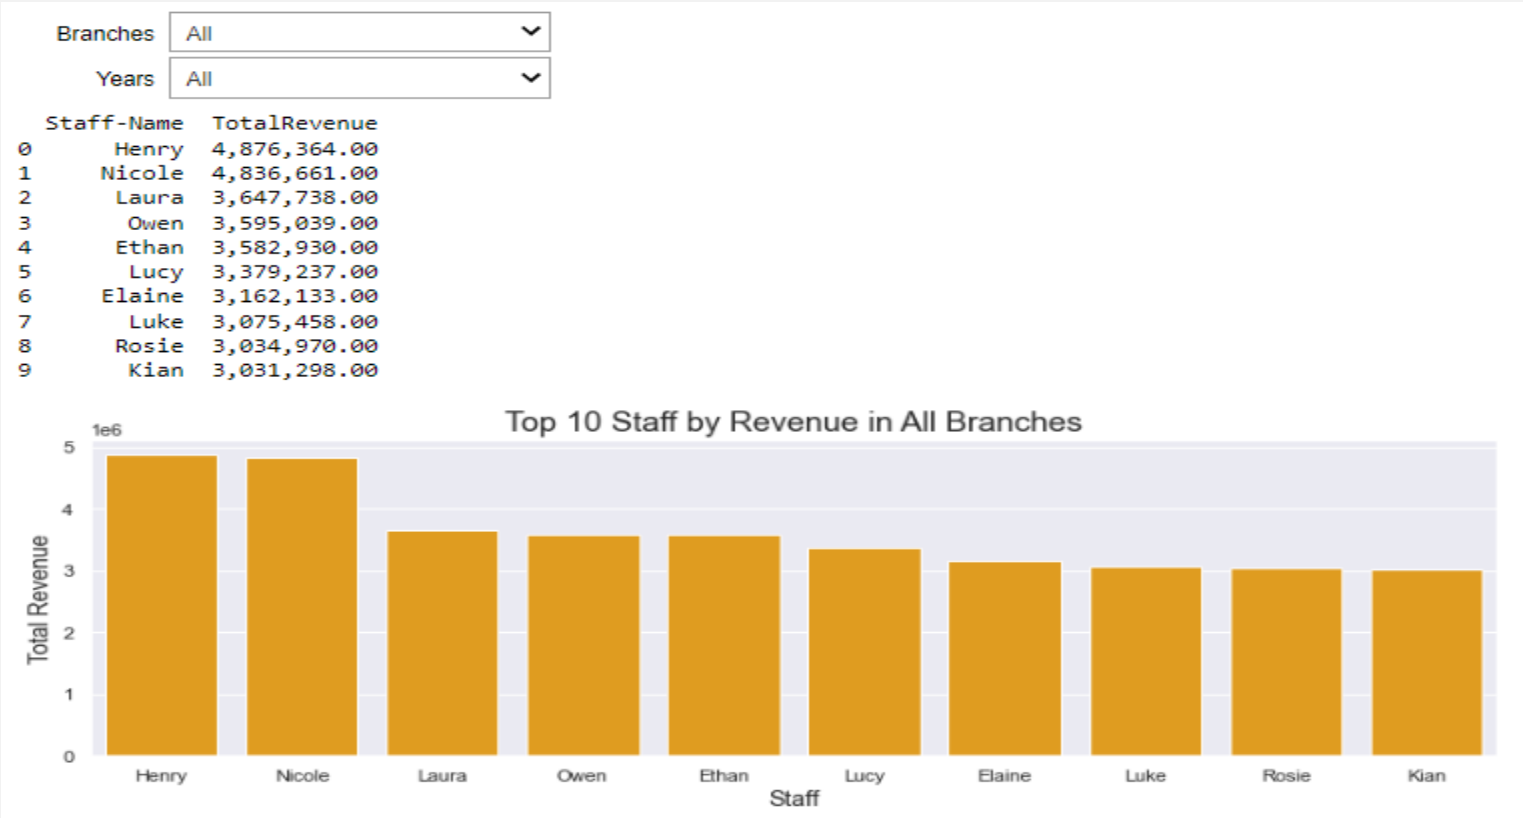 Branches All
Years All
Staff-Name TotalRevenue
0 Henry 4,876,364.00
1 Nicole 4,836,661.00
2 Laura 3,647,738.00
3 Owen 3,595,039.00
4 Ethan 3,582,930.00
5 Lucy 3,379,237.00
6 Elaine 3,162,133.00
7 Luke 3,075,458.00
8 Rosie 3,034,970.00
9 Kian 3,031,298.00
Top 10 Staff by Revenue in All Branches
1e6
5
4
3
2
1
0
Total Revenue
Henry Nicole Laura Owen Ethan Lucy Elaine Luke Rosie Kian
Staff